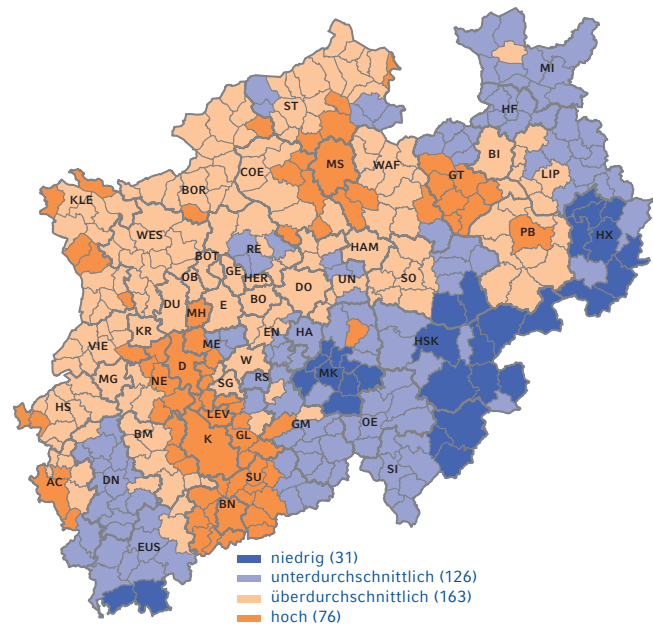 MI
HF
ST
BI
MS
WAF
COE
GT
LIP
BOR
KLE
PB
WES
HX
RE
HAM
BOT
GE
HER
SO
OB
UN
DO
BO
DU
E
MH
EN
HA
KR
ME
HSK
VIE
W
D
MK
RS
MG
NE
SG
HS
LEV
GM
OE
BM
K
GL
SI
AC
DN
SU
BN
EUS
niedrig (31)
unterdurchschnittlich (126)
überdurchschnittlich (163)
hoch (76)